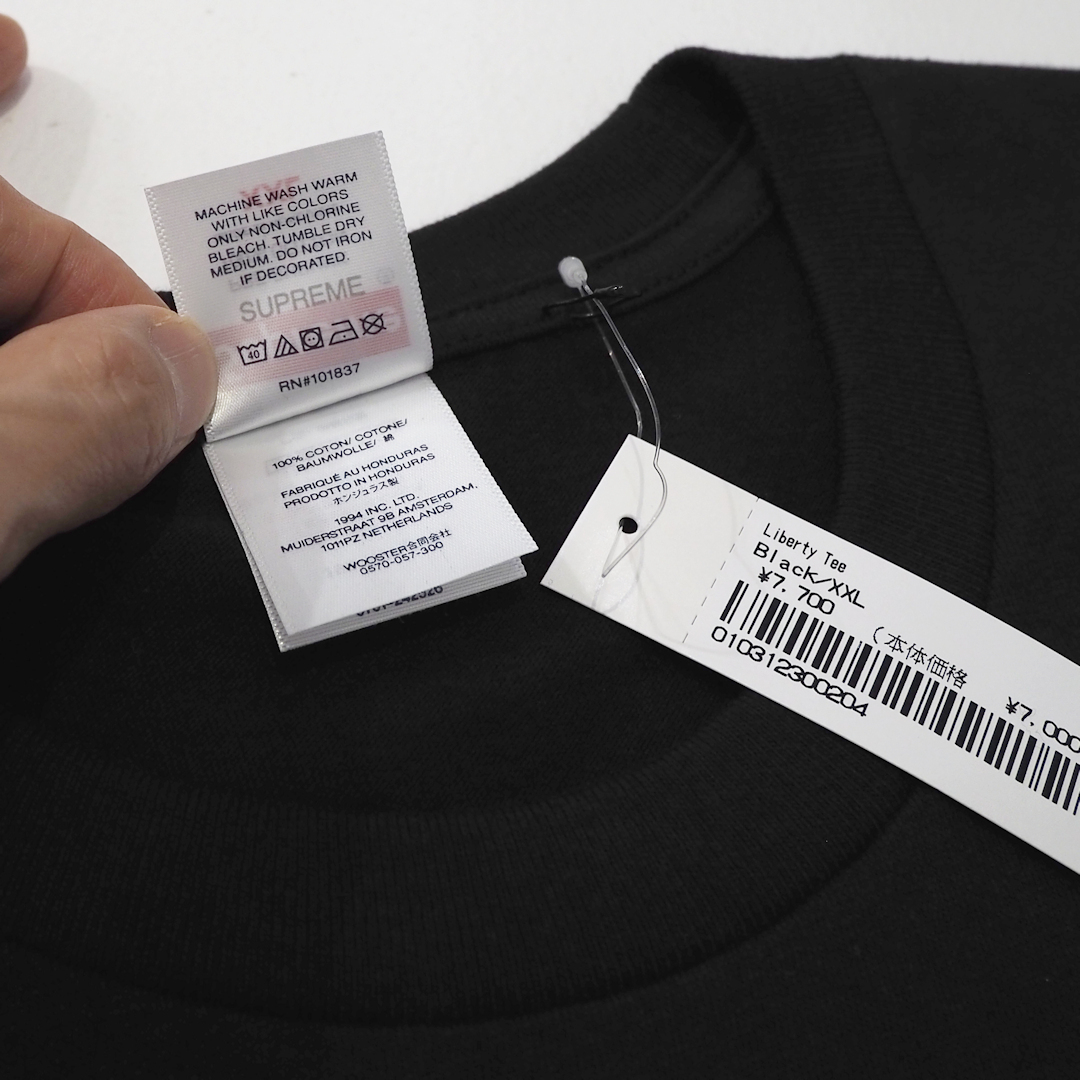 MACHINE WASH WARM
WITH LIKE COLORS
ONLY NON-CHLORINE
BLEACH. TUMBLE DRY
MEDIUM. DO NOT IRON
IF DECORATED.
SUPREME
40
RN#101837
100% COTON/ COTONE/
BAUMWOLLE/ 綿
FABRIQUÉ AU HONDURAS
PRODOTTO IN HONDURAS
ホンジュラス製
1994 INC. LTD.
MUIDERSTRAAT 9B AMSTERDAM,
1011PZ NETHERLANDS
WOOSTER合同会社
0570-057-300
Liberty Tee
Black/XXL
¥7,700
(本体価格 ¥7,000
010312300204